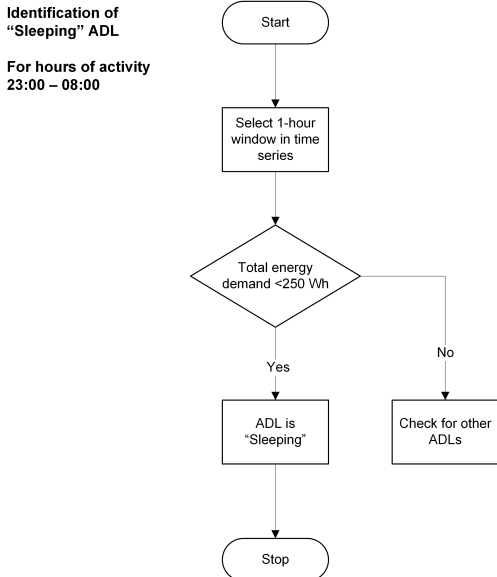 Identification of
“Sleeping” ADL
For hours of activity
23:00 – 08:00
Start
Select 1-hour
window in time
series
Total energy
demand <250 Wh
Yes
No
ADL is
“Sleeping”
Check for other
ADLs
Stop